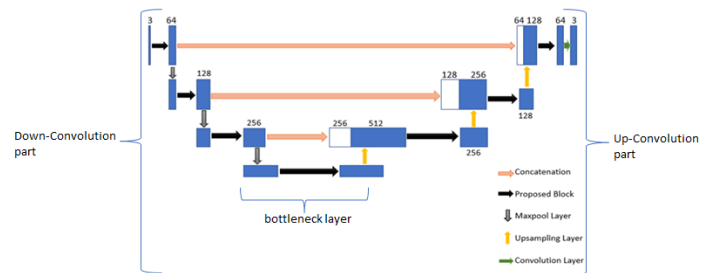 3 64 64 128 64 3
128 128 256
128
Down-Convolution
part
256 256 512
256
Up-Convolution
part
bottleneck layer
Concatenation
Proposed Block
Maxpool Layer
Upsampling Layer
Convolution Layer